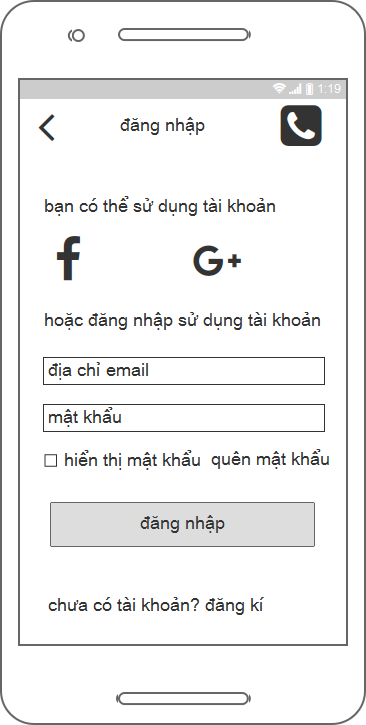 1:19
đăng nhập
bạn có thể sử dụng tài khoản
f G+
hoặc đăng nhập sử dụng tài khoản
địa chỉ email
mật khẩu
hiển thị mật khẩu quên mật khẩu
đăng nhập
chưa có tài khoản? đăng kí